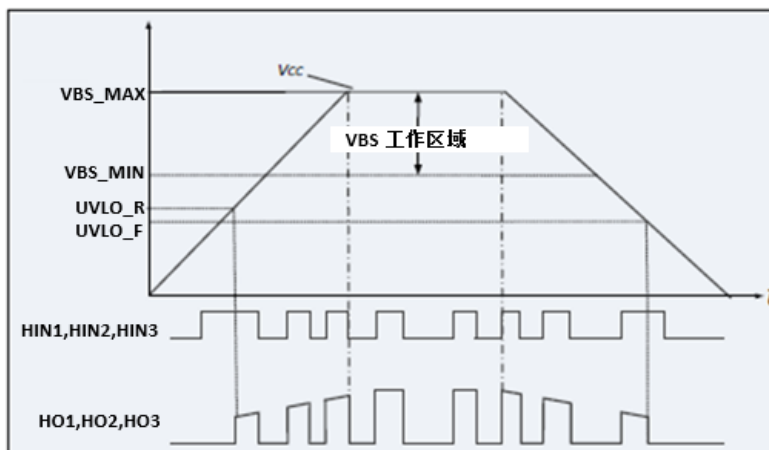 Vcc
VBS_MAX
VBS 工作区域
VBS_MIN
UVLO_R
UVLO_F
HIN1,HIN2,HIN3
HO1,HO2,HO3